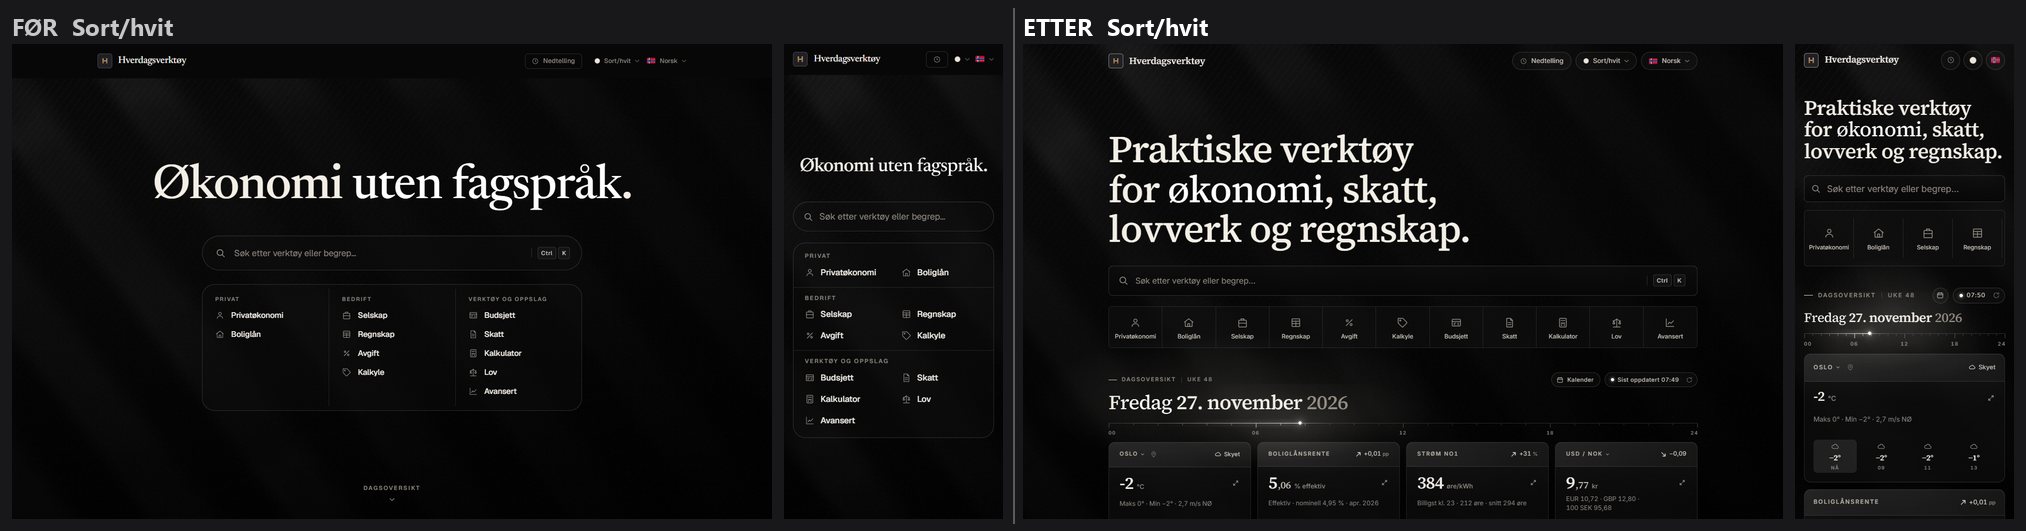 FØR Sort/hvit
H Hverdagsverktøy
Nedtelling Sort/hvit Norsk
Økonomi uten fagspråk.
Søk etter verktøy eller begrep... Ctrl K
PRIVAT BEDRIFT VERKTØY OG OPPSLAG
Privatøkonomi Selskap Budsjett
Boliglån Regnskap Skatt
Avgift Kalkulator
Kalkyle Lov
Avansert
DAGSOVERSIKT
H Hverdagsverktøy
Økonomi uten fagspråk.
Søk etter verktøy eller begrep...
PRIVAT
Privatøkonomi Boliglån
BEDRIFT
Selskap Regnskap
Avgift Kalkyle
VERKTØY OG OPPSLAG
Budsjett Skatt
Kalkulator Lov
Avansert
ETTER Sort/hvit
H Hverdagsverktøy
Nedtelling Sort/hvit Norsk
Praktiske verktøy
for økonomi, skatt,
lovverk og regnskap.
Søk etter verktøy eller begrep... Ctrl K
Privatøkonomi Boliglån Selskap Regnskap Avgift Kalkyle Budsjett Skatt Kalkulator Lov Avansert
DAGSOVERSIKT UKE 48 Kalender Sist oppdatert 07:49
Fredag 27. november 2026
00 06 12 18 24
OSLO Skyet BOLIGLÅNSRENTE +0,01 pp STRØM NO1 +31 % USD / NOK −0,09
-2 °C 5,06 % effektiv 384 øre/kWh 9,77 kr
Maks 0° · Min −2° · 2,7 m/s NØ Effektiv · nominell 4,95 % · apr. 2026 Billigst kl. 23 · 212 øre · snitt 294 øre EUR 10,72 · GBP 12,80 ·
100 SEK 95,68
H Hverdagsverktøy
Praktiske verktøy
for økonomi, skatt,
lovverk og regnskap.
Søk etter verktøy eller begrep...
Privatøkonomi Boliglån Selskap Regnskap
DAGSOVERSIKT UKE 48 07:50
Fredag 27. november 2026
00 06 12 18 24
OSLO Skyet
-2 °C
Maks 0° · Min −2° · 2,7 m/s NØ
−2° −2° −2° −1°
NÅ 09 11 13
BOLIGLÅNSRENTE +0,01 pp